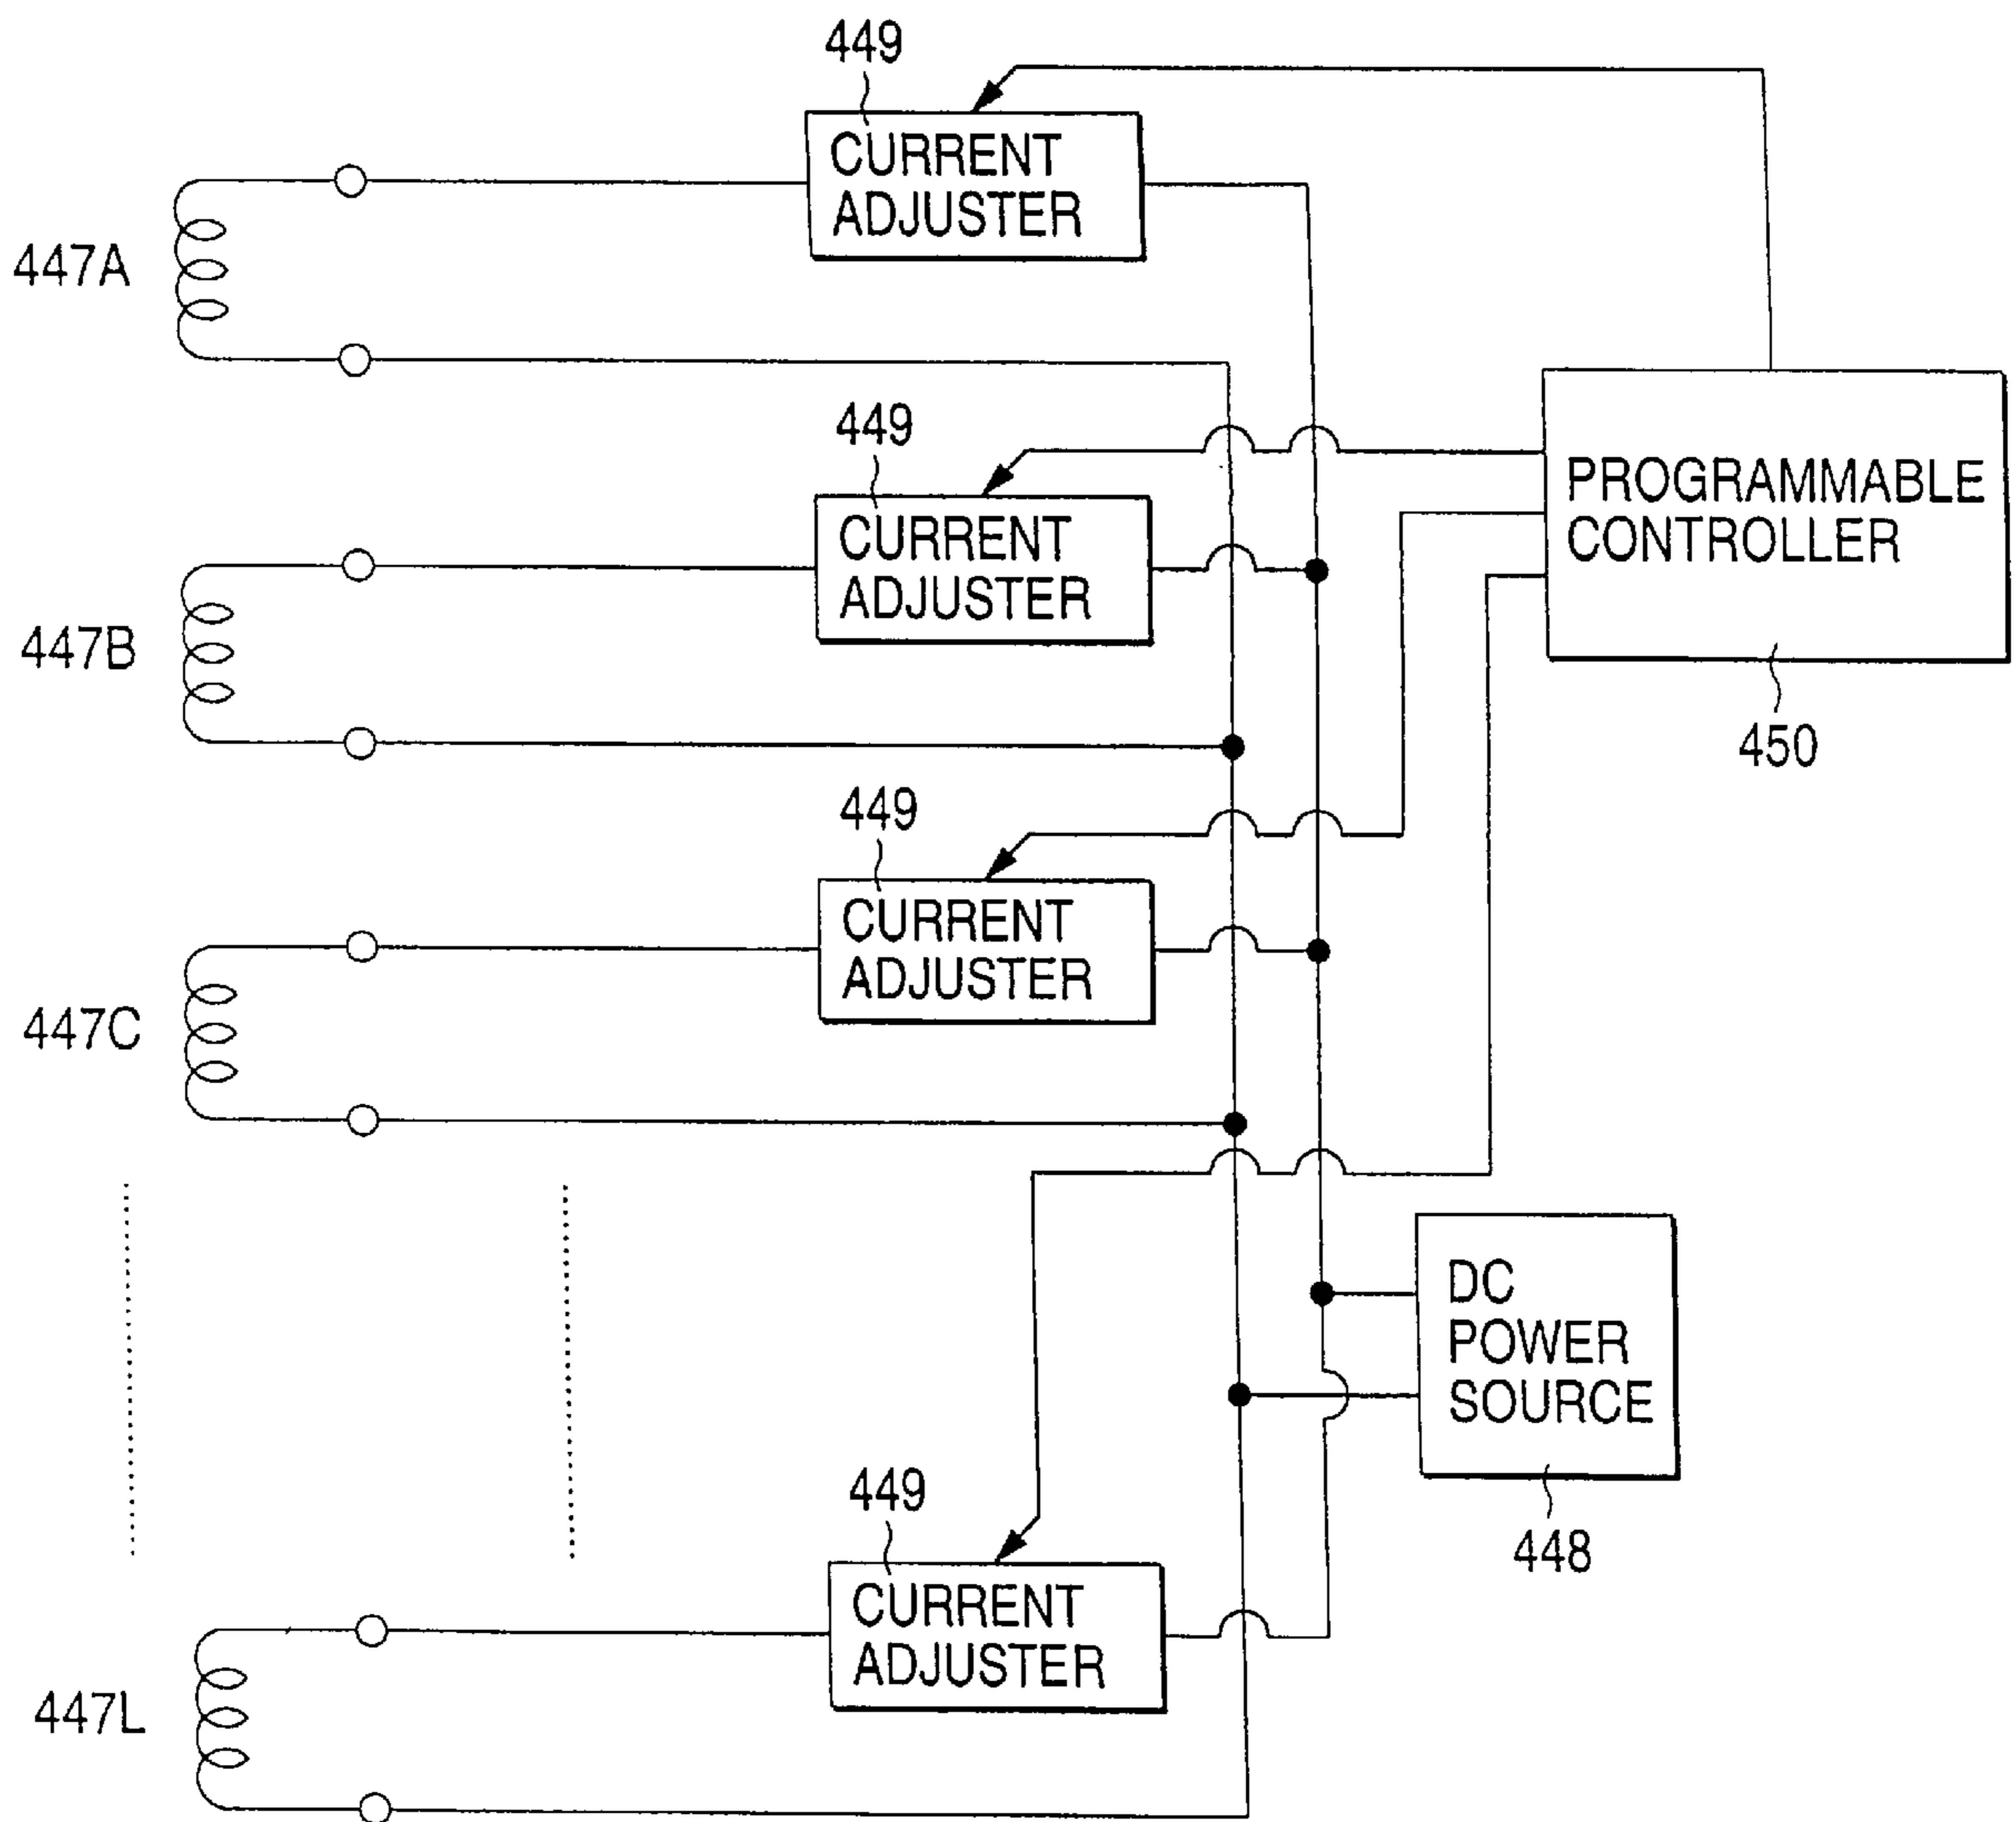 449
CURRENT
ADJUSTER
447A
449
CURRENT
ADJUSTER
PROGRAMMABLE
CONTROLLER
447B
450
449
CURRENT
ADJUSTER
447C
DC
POWER
SOURCE
449
448
CURRENT
ADJUSTER
447L